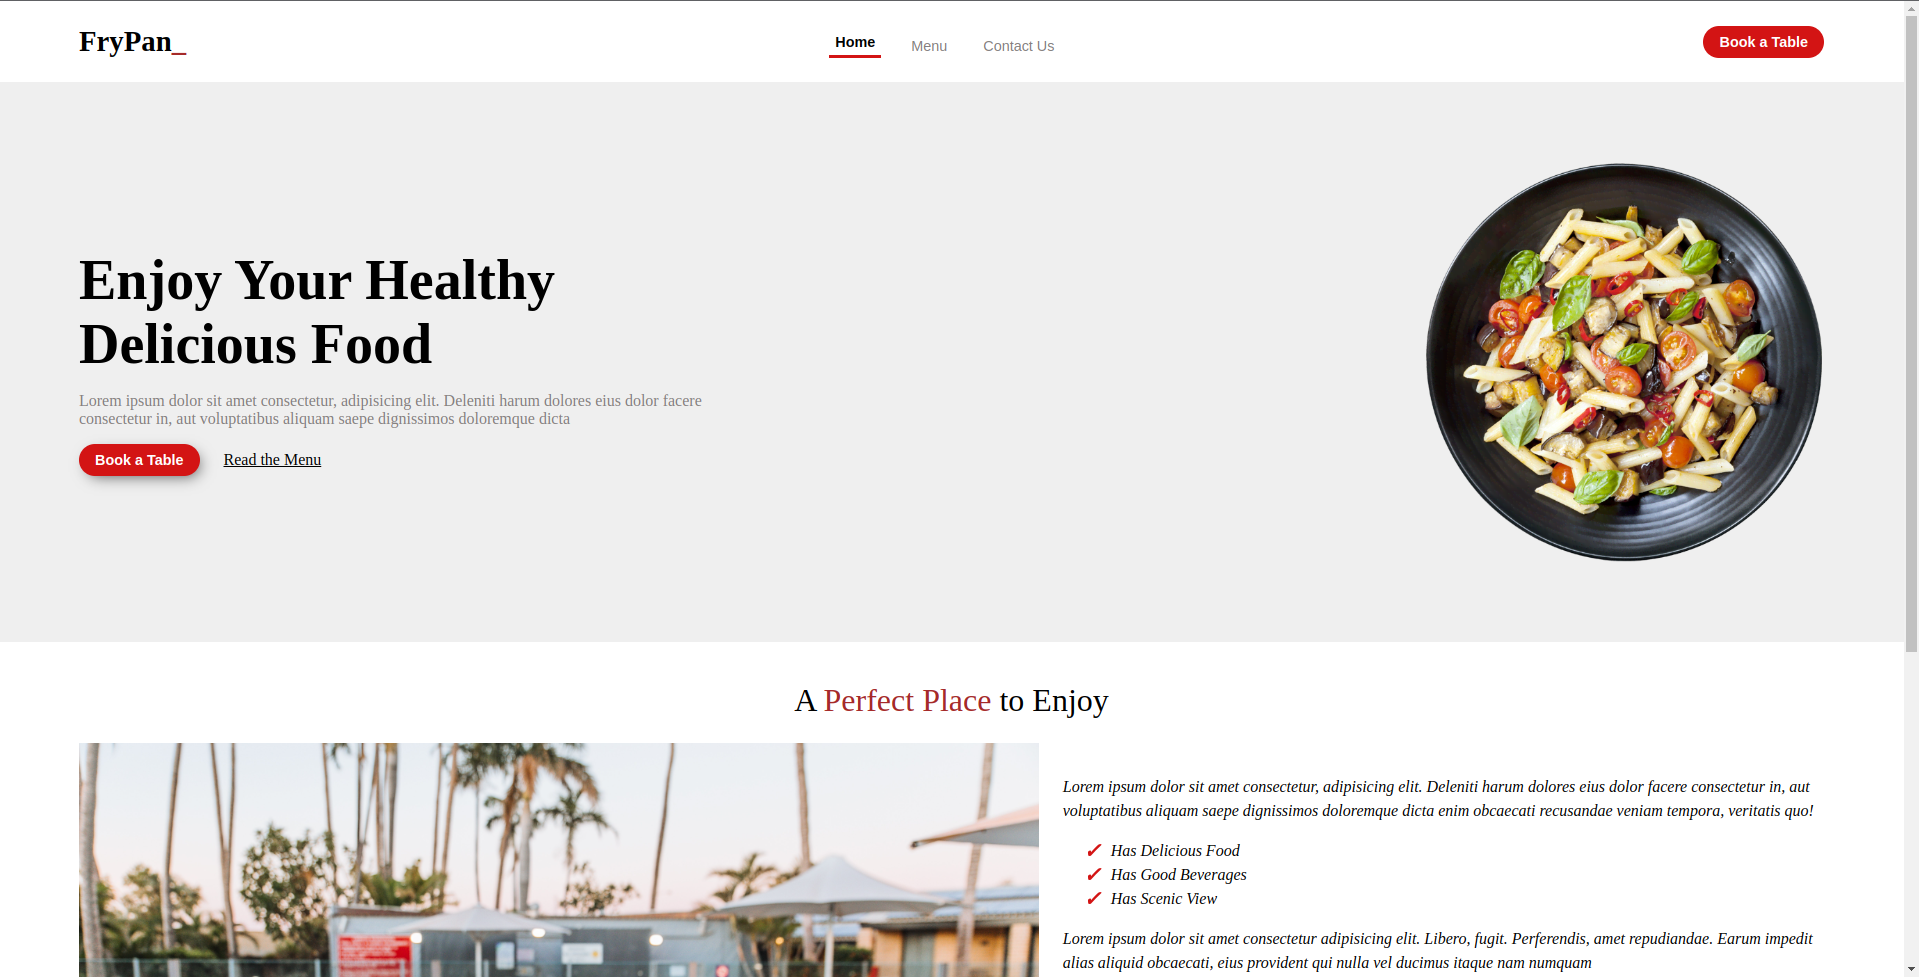 FryPan_
Home Menu Contact Us
Book a Table
Enjoy Your Healthy
Delicious Food
Lorem ipsum dolor sit amet consectetur, adipisicing elit. Deleniti harum dolores eius dolor facere
consectetur in, aut voluptatibus aliquam saepe dignissimos doloremque dicta
Book a Table Read the Menu
A Perfect Place to Enjoy
Lorem ipsum dolor sit amet consectetur, adipisicing elit. Deleniti harum dolores eius dolor facere consectetur in, aut
voluptatibus aliquam saepe dignissimos doloremque dicta enim obcaecati recusandae veniam tempora, veritatis quo!
✓ Has Delicious Food
✓ Has Good Beverages
✓ Has Scenic View
Lorem ipsum dolor sit amet consectetur adipisicing elit. Libero, fugit. Perferendis, amet repudiandae. Earum impedit
alias aliquid obcaecati, eius provident qui nulla vel ducimus itaque nam numquam